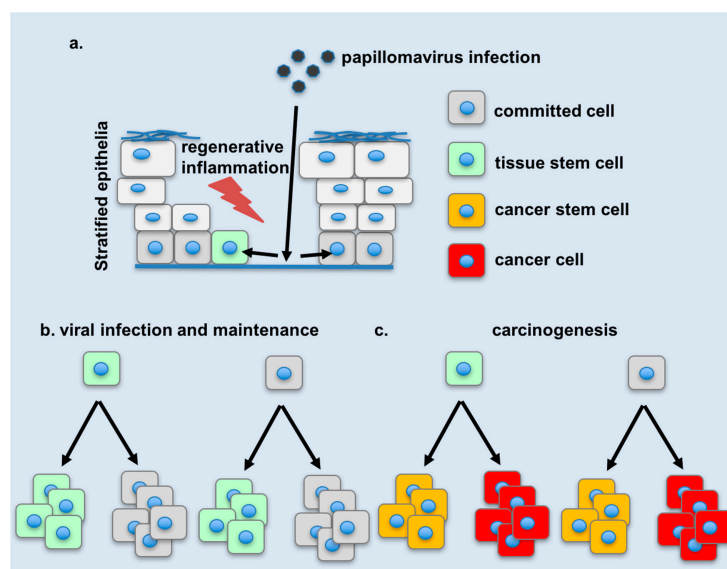 a.
papillomavirus infection
regenerative
inflammation
Stratified epithelia
committed cell
tissue stem cell
cancer stem cell
cancer cell
b. viral infection and maintenance
c. carcinogenesis